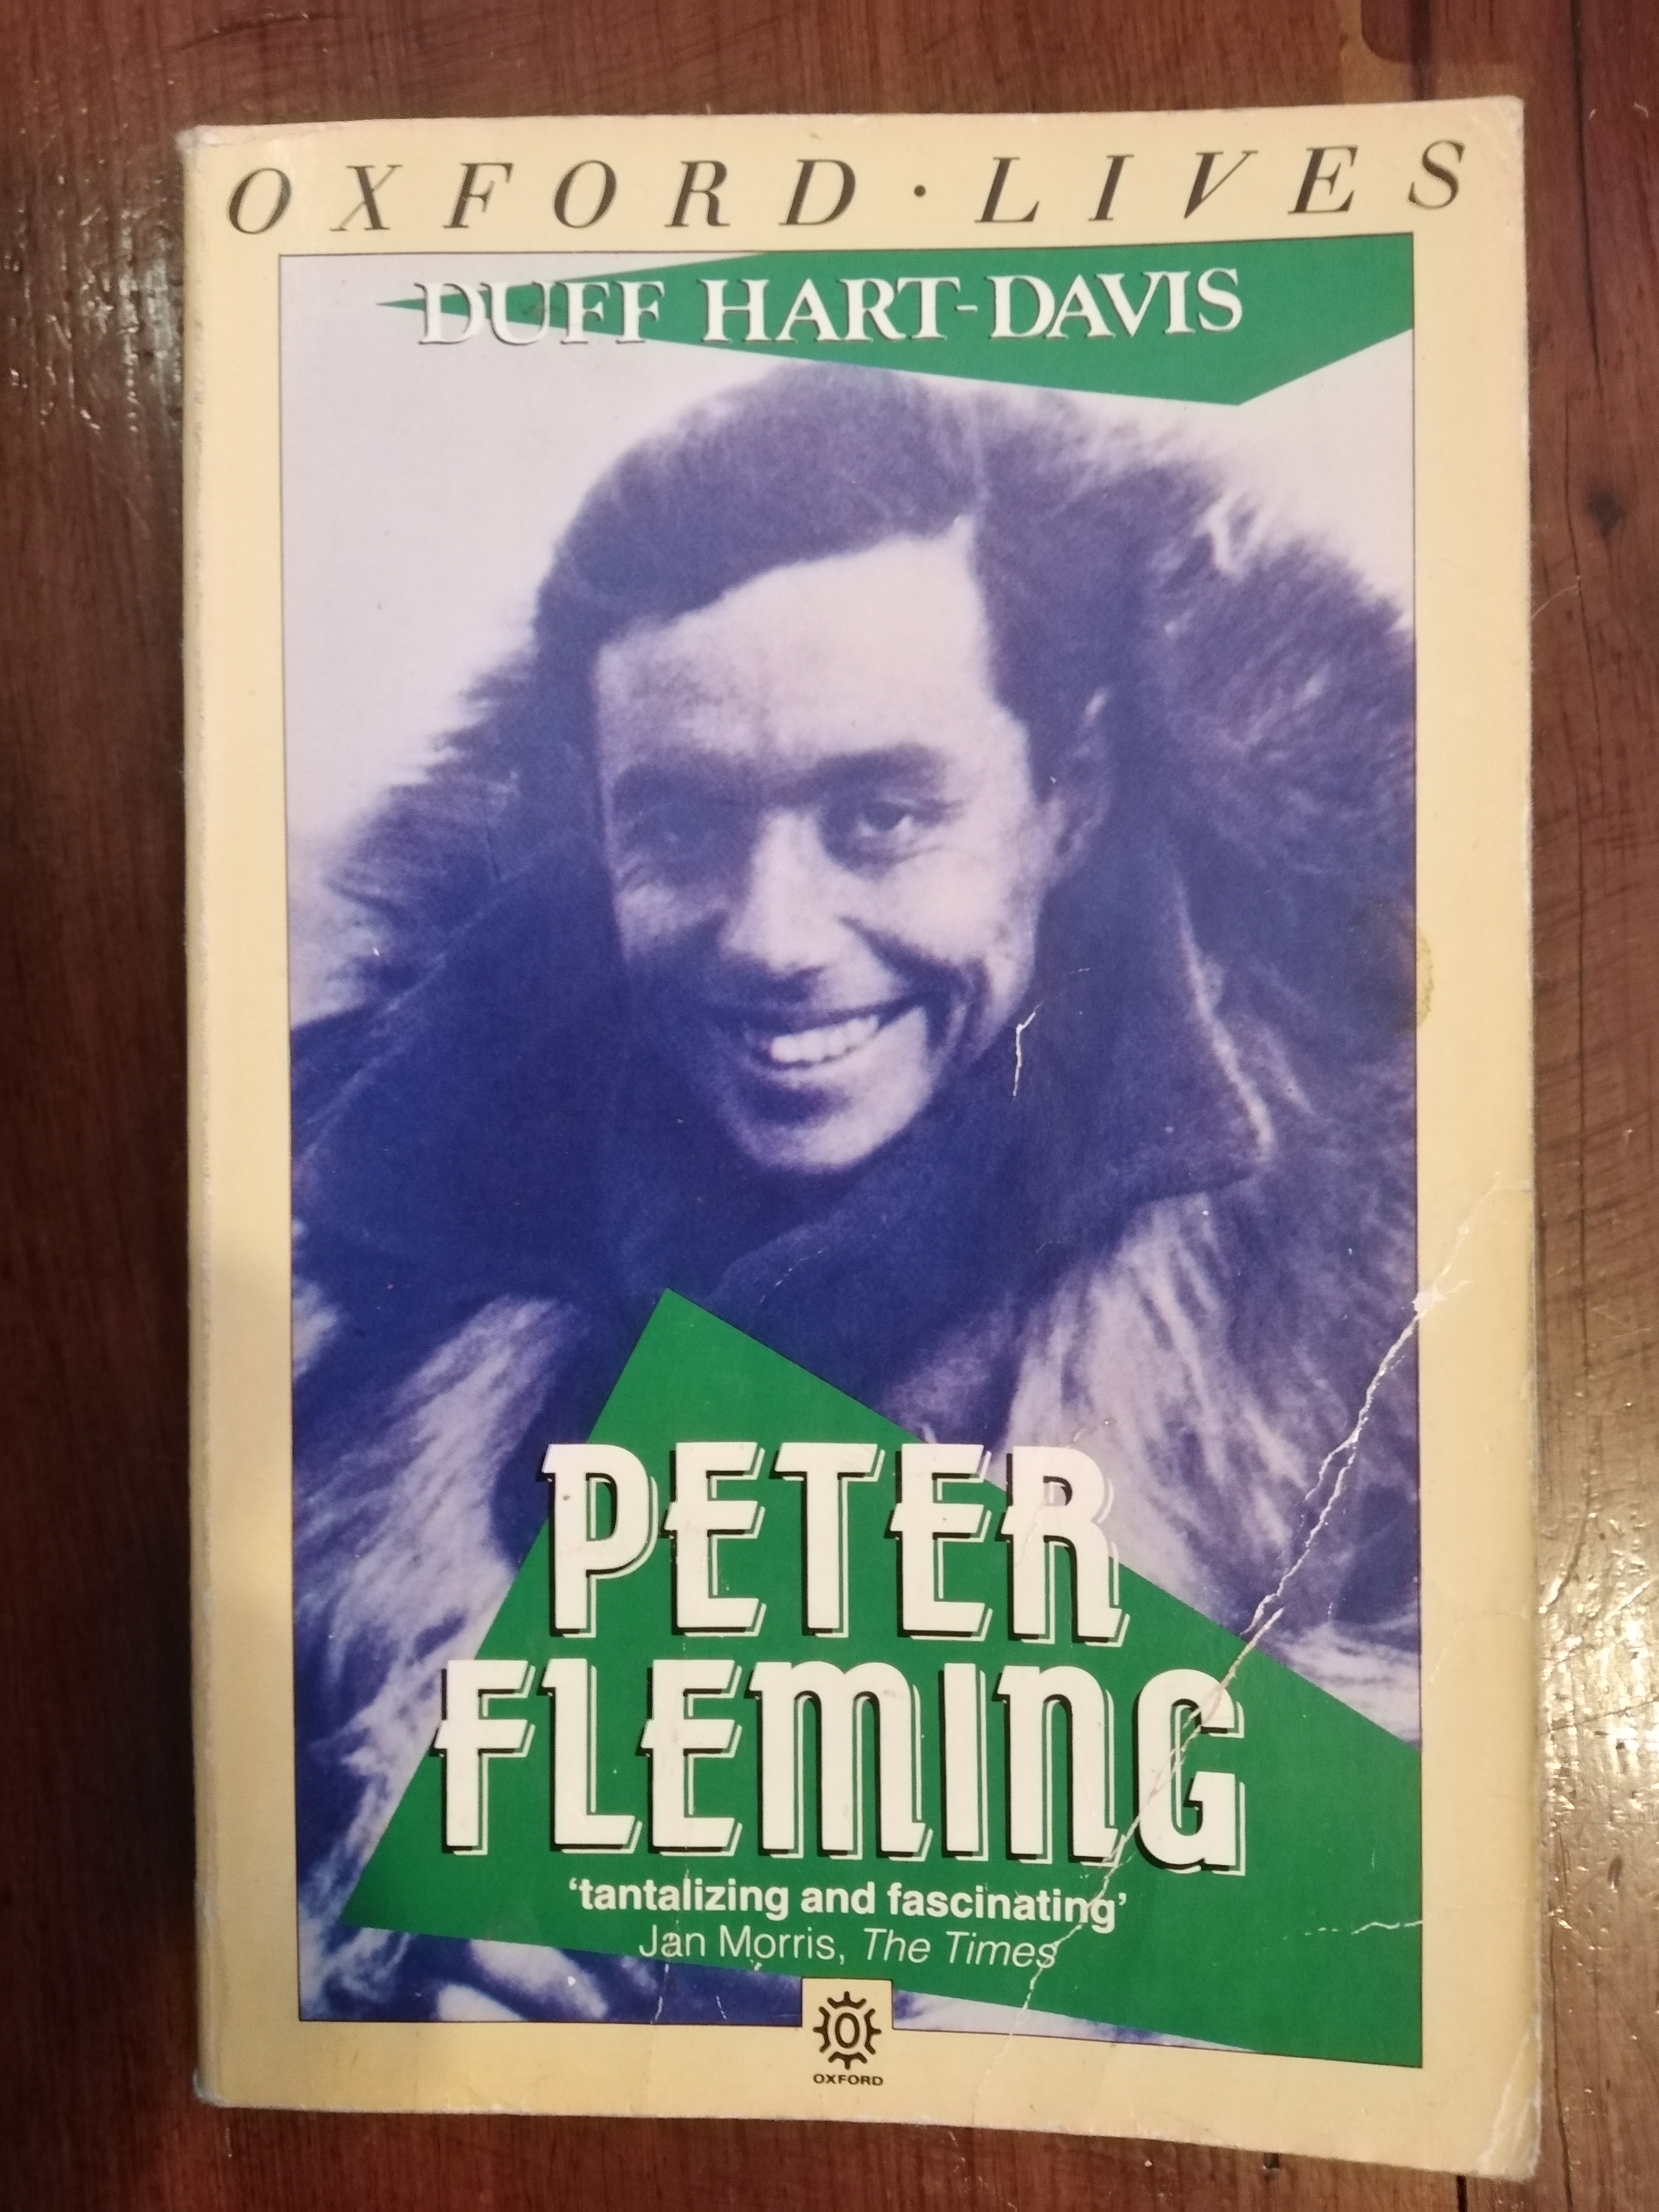 OXFORD·LIVES
DUFF HART-DAVIS
PETER
FLEMING
‘tantalizing and fascinating’
Jan Morris, The Times
O
OXFORD